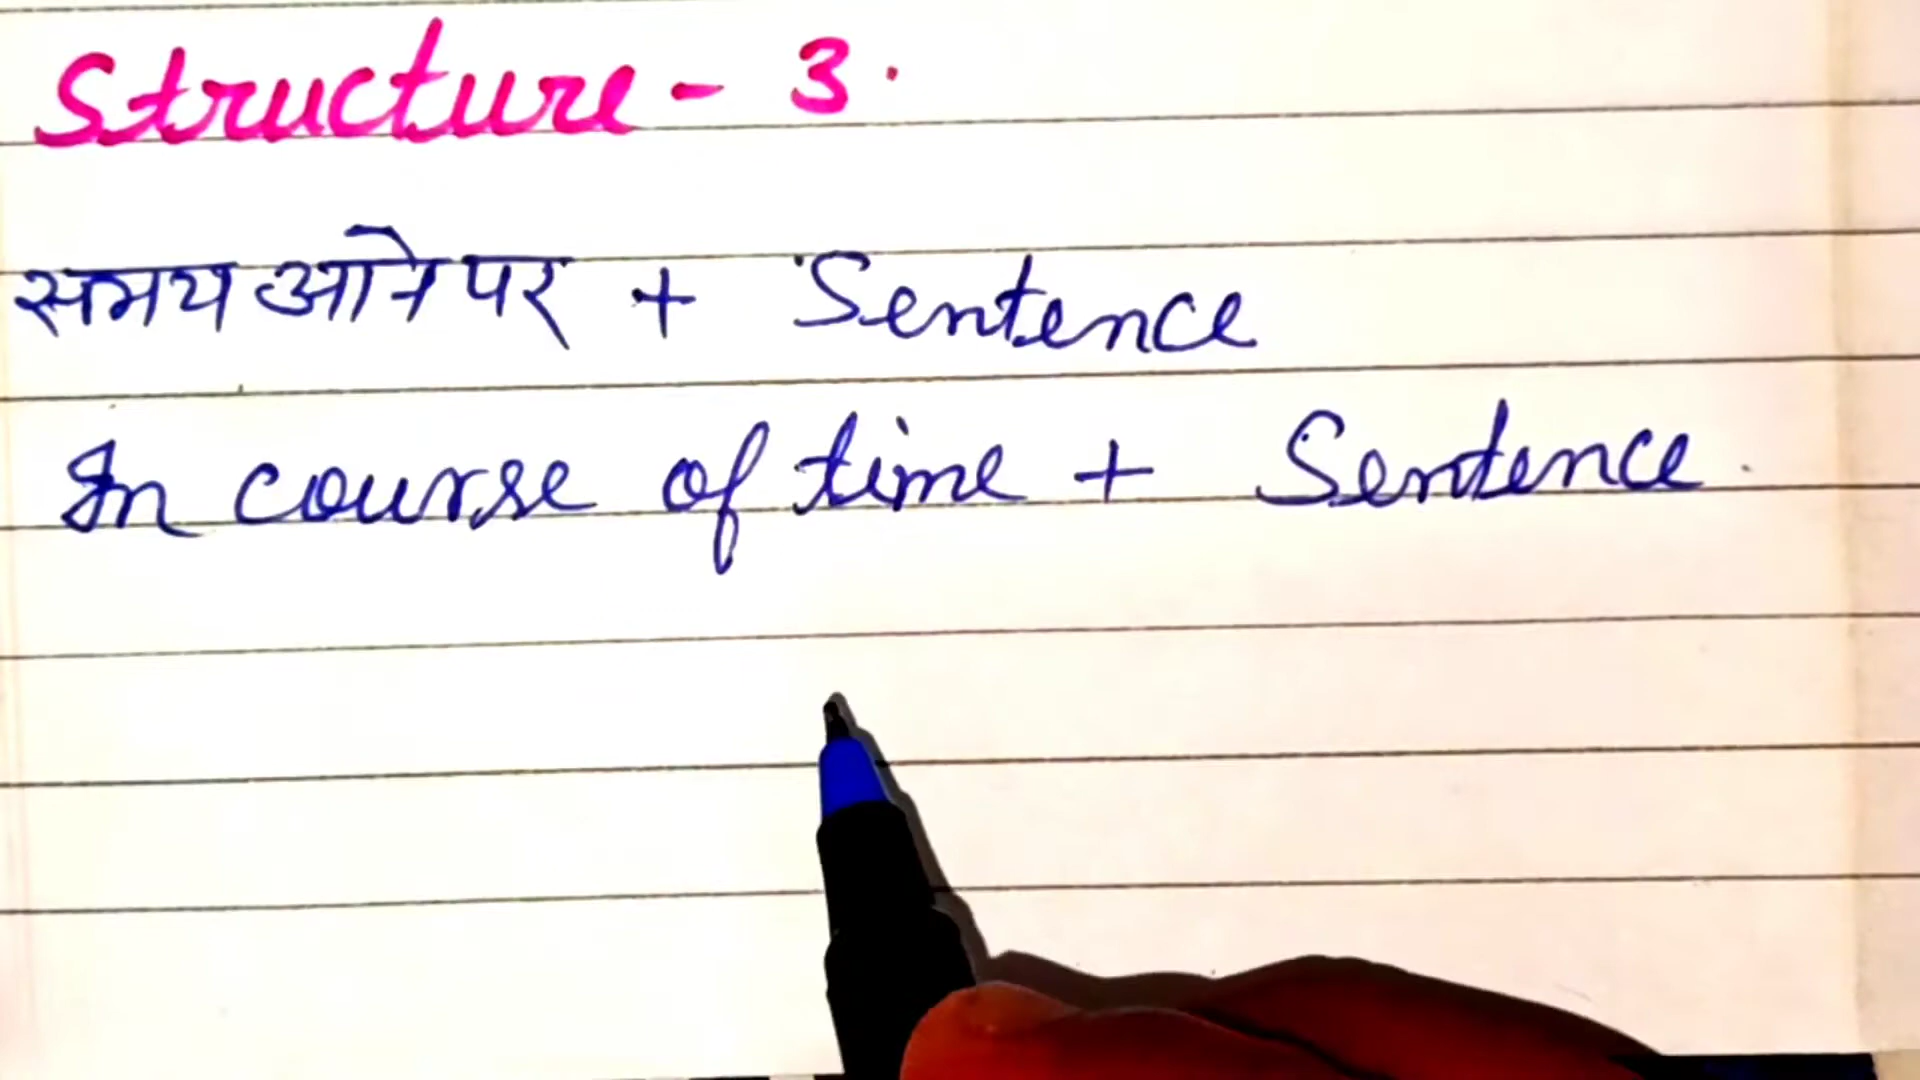 Structure - 3.
समय आने पर + Sentence
In course of time + Sentence.